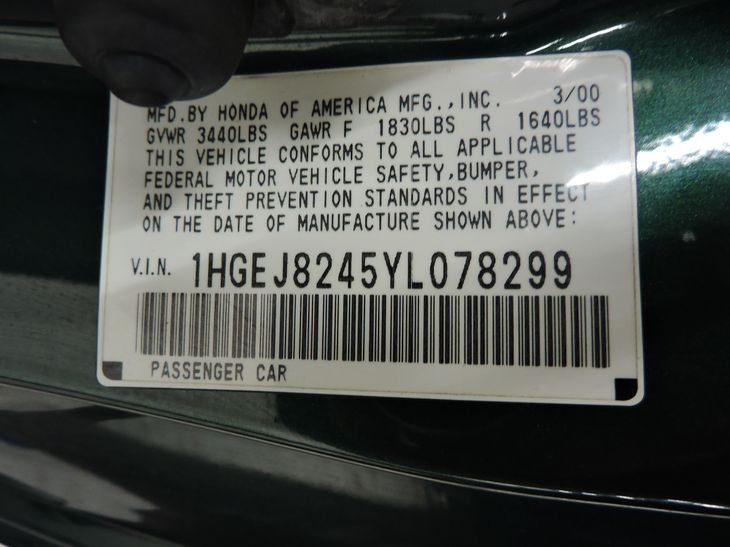 MFD.BY HONDA OF AMERICA MFG.,INC. 3/00
GVWR 3440LBS GAWR F 1830LBS R 1640LBS
THIS VEHICLE CONFORMS TO ALL APPLICABLE
FEDERAL MOTOR VEHICLE SAFETY,BUMPER,
AND THEFT PREVENTION STANDARDS IN EFFECT
ON THE DATE OF MANUFACTURE SHOWN ABOVE:
V.I.N. 1HGEJ8245YL078299
PASSENGER CAR